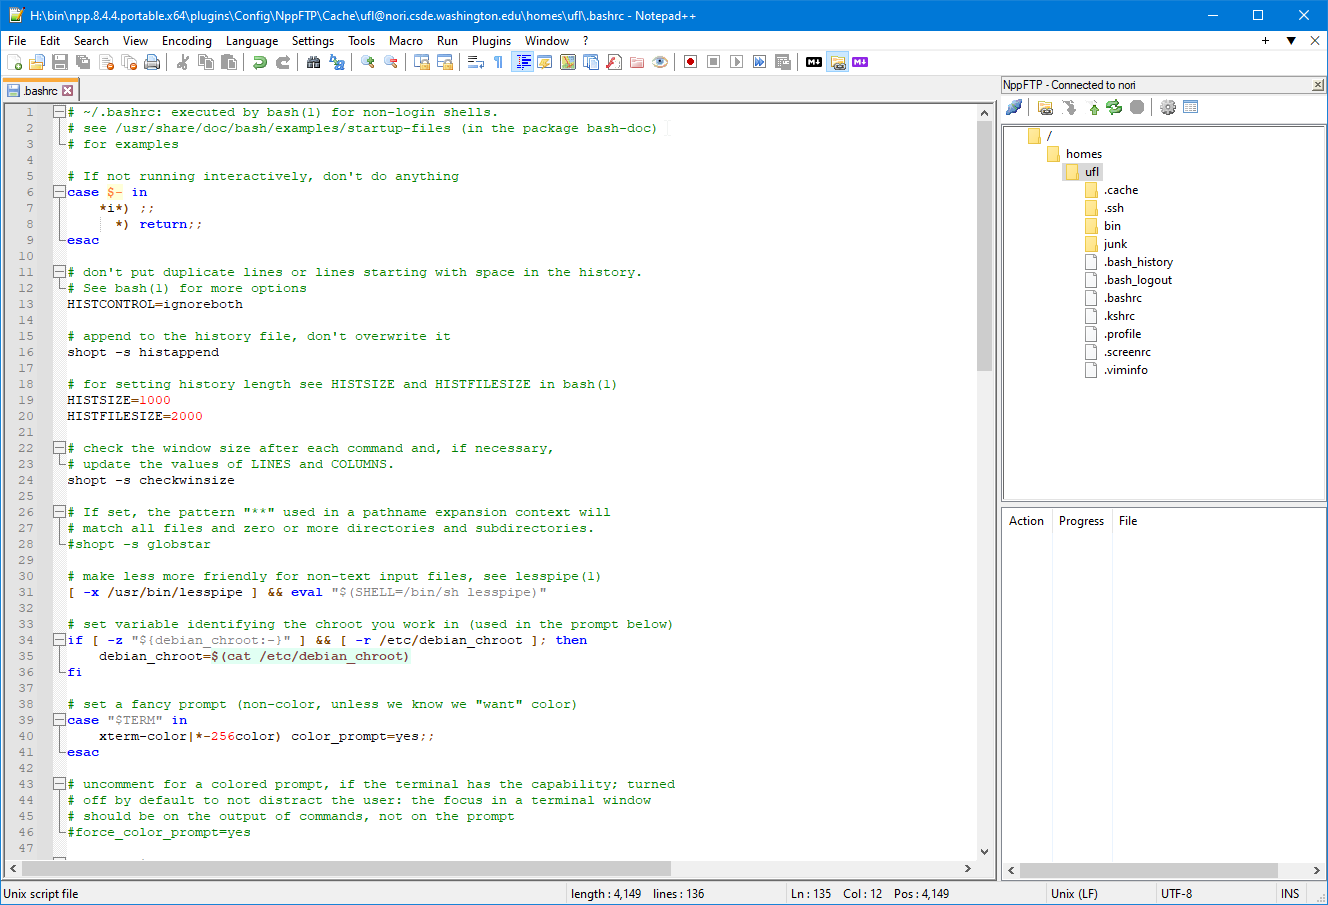 H:\bin\npp.8.4.4.portable.x64\plugins\Config\NppFTP\Cache\ufl@nori.csde.washington.edu\homes\ufl\.bashrc - Notepad++
File Edit Search View Encoding Language Settings Tools Macro Run Plugins Window ?
.bashrc
1 # ~/.bashrc: executed by bash(1) for non-login shells.
2 # see /usr/share/doc/bash/examples/startup-files (in the package bash-doc)
3 # for examples
4
5 # If not running interactively, don't do anything
6 case $- in
7     *i*) ;;
8       *) return;;
9 esac
10
11 # don't put duplicate lines or lines starting with space in the history.
12 # See bash(1) for more options
13 HISTCONTROL=ignoreboth
14
15 # append to the history file, don't overwrite it
16 shopt -s histappend
17
18 # for setting history length see HISTSIZE and HISTFILESIZE in bash(1)
19 HISTSIZE=1000
20 HISTFILESIZE=2000
21
22 # check the window size after each command and, if necessary,
23 # update the values of LINES and COLUMNS.
24 shopt -s checkwinsize
25
26 # If set, the pattern "**" used in a pathname expansion context will
27 # match all files and zero or more directories and subdirectories.
28 #shopt -s globstar
29
30 # make less more friendly for non-text input files, see lesspipe(1)
31 [ -x /usr/bin/lesspipe ] && eval "$(SHELL=/bin/sh lesspipe)"
32
33 # set variable identifying the chroot you work in (used in the prompt below)
34 if [ -z "${debian_chroot:-}" ] && [ -r /etc/debian_chroot ]; then
35     debian_chroot=$(cat /etc/debian_chroot)
36 fi
37
38 # set a fancy prompt (non-color, unless we know we "want" color)
39 case "$TERM" in
40     xterm-color|*-256color) color_prompt=yes;;
41 esac
42
43 # uncomment for a colored prompt, if the terminal has the capability; turned
44 # off by default to not distract the user: the focus in a terminal window
45 # should be on the output of commands, not on the prompt
46 #force_color_prompt=yes
47
NppFTP - Connected to nori
/
homes
ufl
.cache
.ssh
bin
junk
.bash_history
.bash_logout
.bashrc
.kshrc
.profile
.screenrc
.viminfo
Action Progress File
Unix script file length : 4,149 lines : 136 Ln : 135 Col : 12 Pos : 4,149 Unix (LF) UTF-8 INS